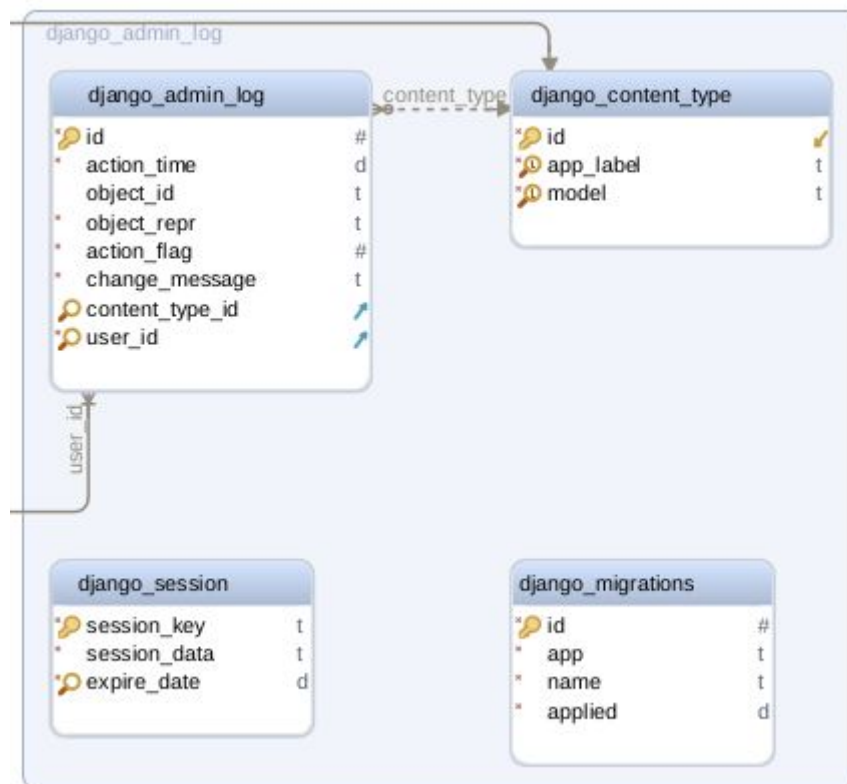 django_admin_log
django_admin_log
id #
action_time d
object_id t
object_repr t
action_flag #
change_message t
content_type_id
user_id
content_type
django_content_type
id
app_label t
model t
user_id
django_session
session_key t
session_data t
expire_date d
django_migrations
id #
app t
name t
applied d